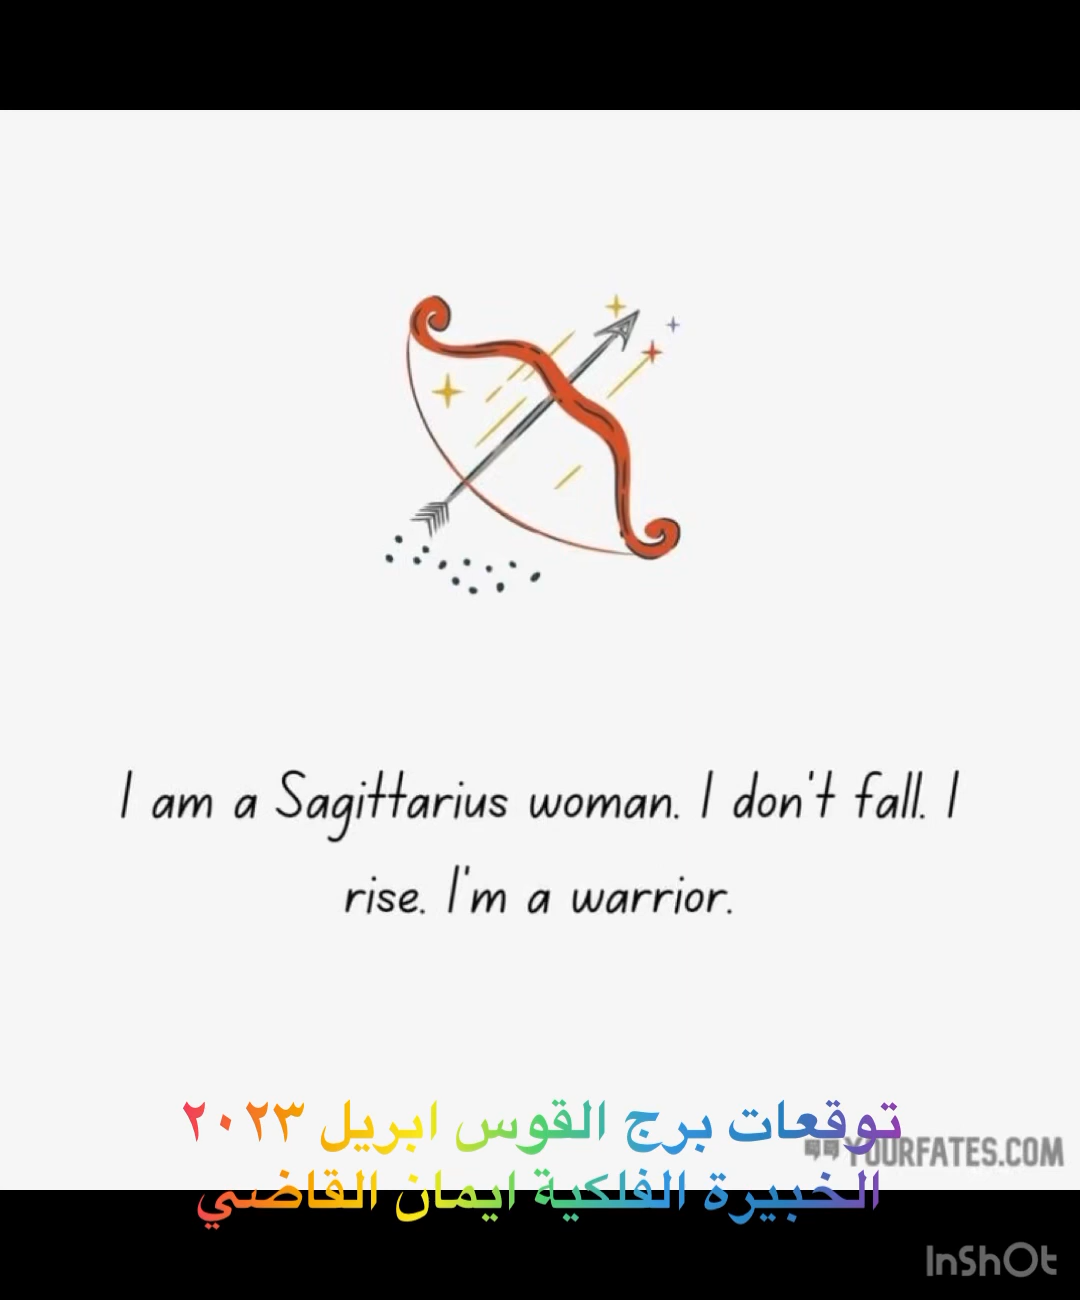 I am a Sagittarius woman. I don't fall. I
rise. I'm a warrior.
توقعات برج القوس ابريل ٢٠٢٣
YOURFATES.COM
الخبيرة الفلكية ايمان القاضي
InShOt